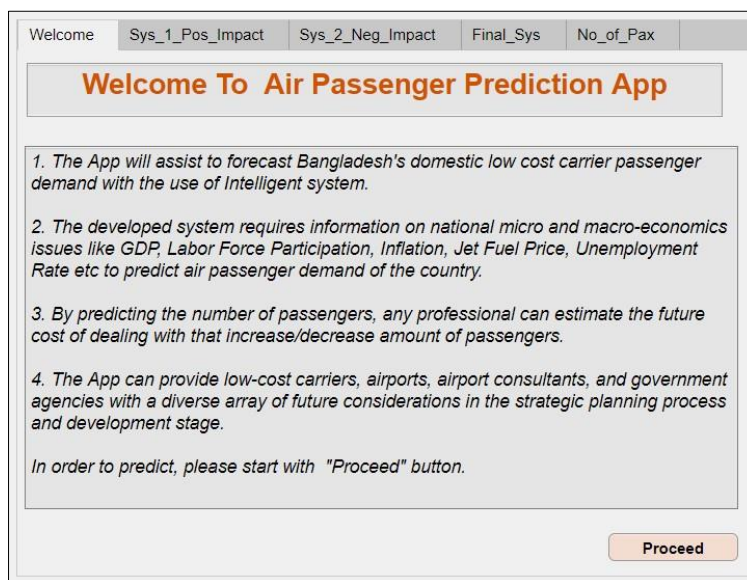 Welcome Sys_1_Pos_Impact Sys_2_Neg_Impact Final_Sys No_of_Pax
Welcome To Air Passenger Prediction App
1. The App will assist to forecast Bangladesh's domestic low cost carrier passenger
demand with the use of Intelligent system.
2. The developed system requires information on national micro and macro-economics
issues like GDP, Labor Force Participation, Inflation, Jet Fuel Price, Unemployment
Rate etc to predict air passenger demand of the country.
3. By predicting the number of passengers, any professional can estimate the future
cost of dealing with that increase/decrease amount of passengers.
4. The App can provide low-cost carriers, airports, airport consultants, and government
agencies with a diverse array of future considerations in the strategic planning process
and development stage.
In order to predict, please start with "Proceed" button.
Proceed